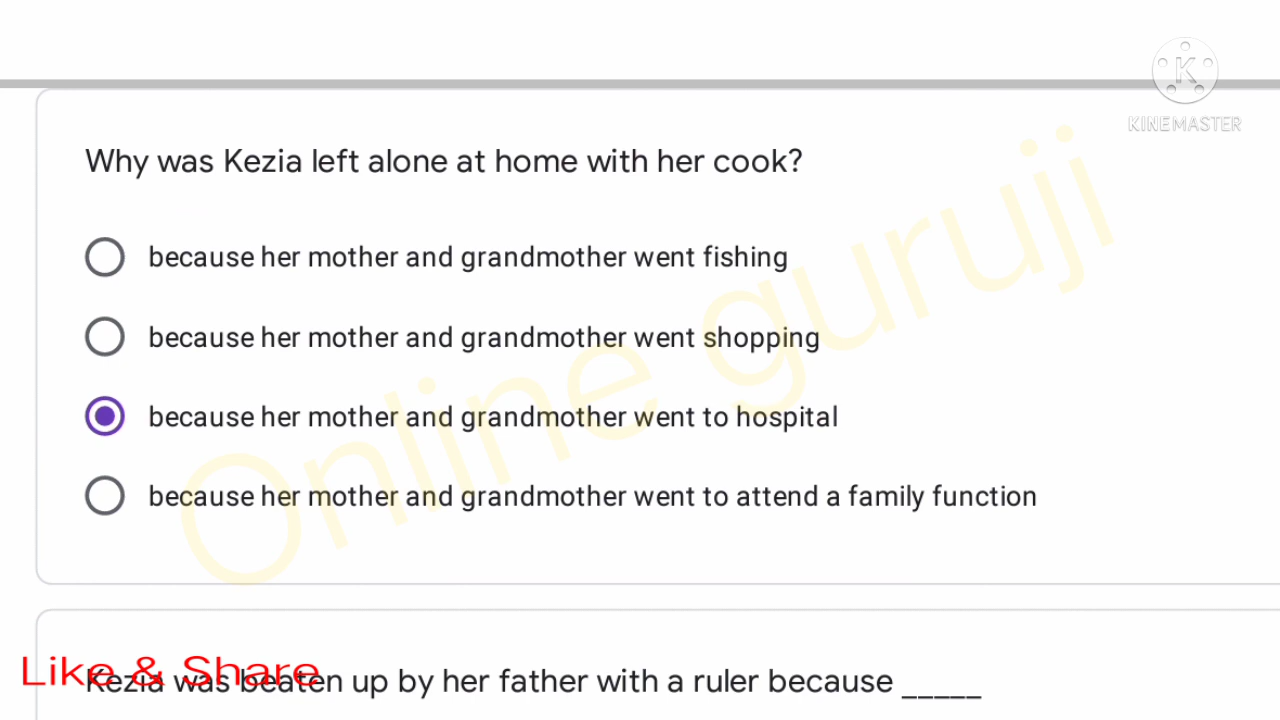 KINEMASTER
Why was Kezia left alone at home with her cook?
because her mother and grandmother went fishing
because her mother and grandmother went shopping
because her mother and grandmother went to hospital
because her mother and grandmother went to attend a family function
Online guruji
Like & Share
Kezia was beaten up by her father with a ruler because _____